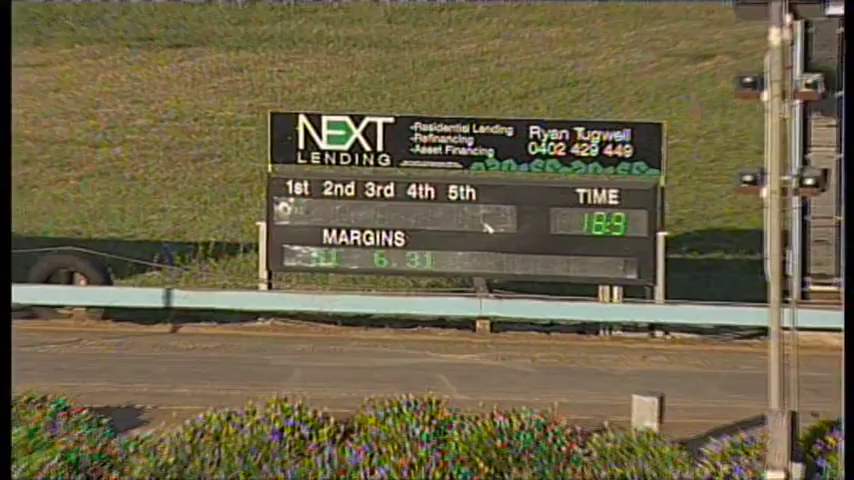 NEXT
LENDING
-Residential Lending
-Refinancing
-Asset Financing
Ryan Tugwell
0402 429 449
1st 2nd 3rd 4th 5th
TIME
18:9
MARGINS
6.31